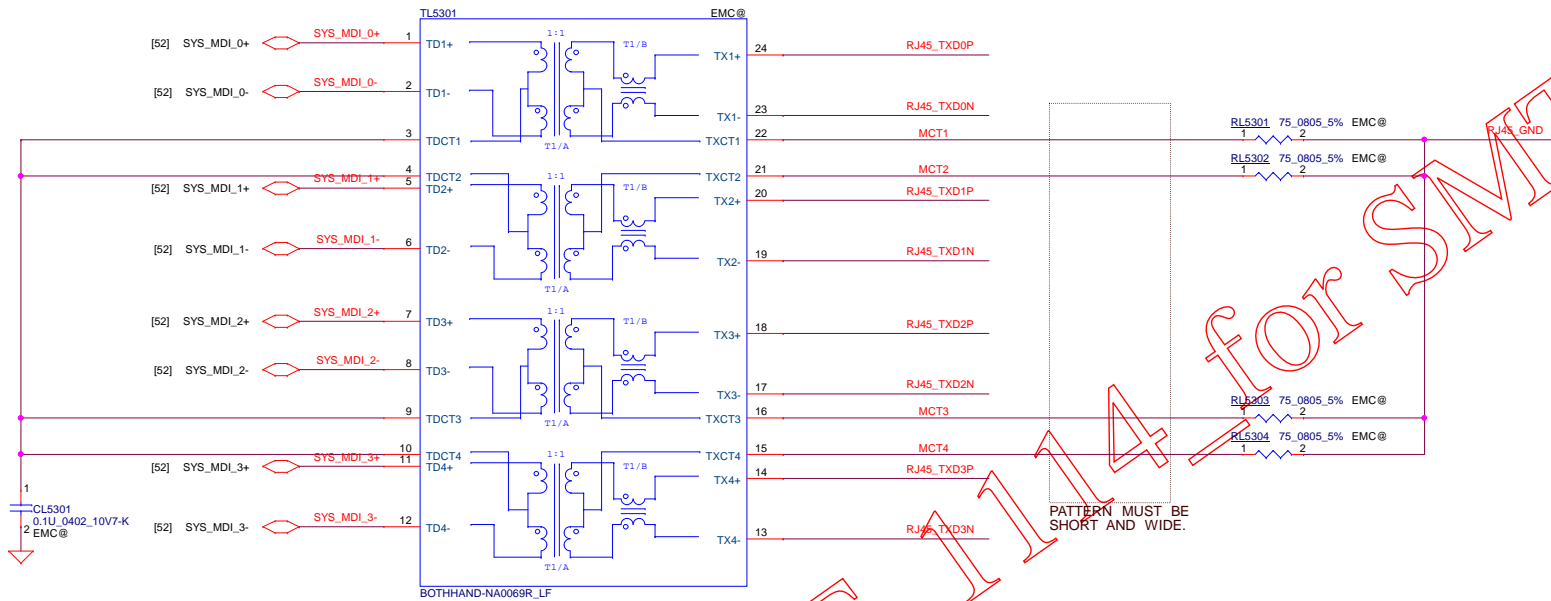 TL5301 EMC@
[52] SYS_MDI_0+ SYS_MDI_0+ 1 TD1+ 1:1 T1/B TX1+ 24 RJ45_TXD0P
[52] SYS_MDI_0- SYS_MDI_0- 2 TD1- TX1- 23 RJ45_TXD0N
3 TDCT1 T1/A TXCT1 22 MCT1 RL5301 75_0805_5% EMC@ 1 2 RJ45_GND
4 TDCT2 1:1 TXCT2 21 MCT2 RL5302 75_0805_5% EMC@ 1 2
[52] SYS_MDI_1+ SYS_MDI_1+ 5 TD2+ T1/B TX2+ 20 RJ45_TXD1P
[52] SYS_MDI_1- SYS_MDI_1- 6 TD2- TX2- 19 RJ45_TXD1N
T1/A
[52] SYS_MDI_2+ SYS_MDI_2+ 7 TD3+ 1:1 T1/B TX3+ 18 RJ45_TXD2P
[52] SYS_MDI_2- SYS_MDI_2- 8 TD3- TX3- 17 RJ45_TXD2N
9 TDCT3 T1/A TXCT3 16 MCT3 RL5303 75_0805_5% EMC@ 1 2
10 TDCT4 1:1 TXCT4 15 MCT4 RL5304 75_0805_5% EMC@ 1 2
[52] SYS_MDI_3+ SYS_MDI_3+ 11 TD4+ T1/B TX4+ 14 RJ45_TXD3P
[52] SYS_MDI_3- SYS_MDI_3- 12 TD4- TX4- 13 RJ45_TXD3N
T1/A
1
CL5301
0.1U_0402_10V7-K
2 EMC@
PATTERN MUST BE
SHORT AND WIDE.
BOTHHAND-NA0069R_LF
1114_for SMT